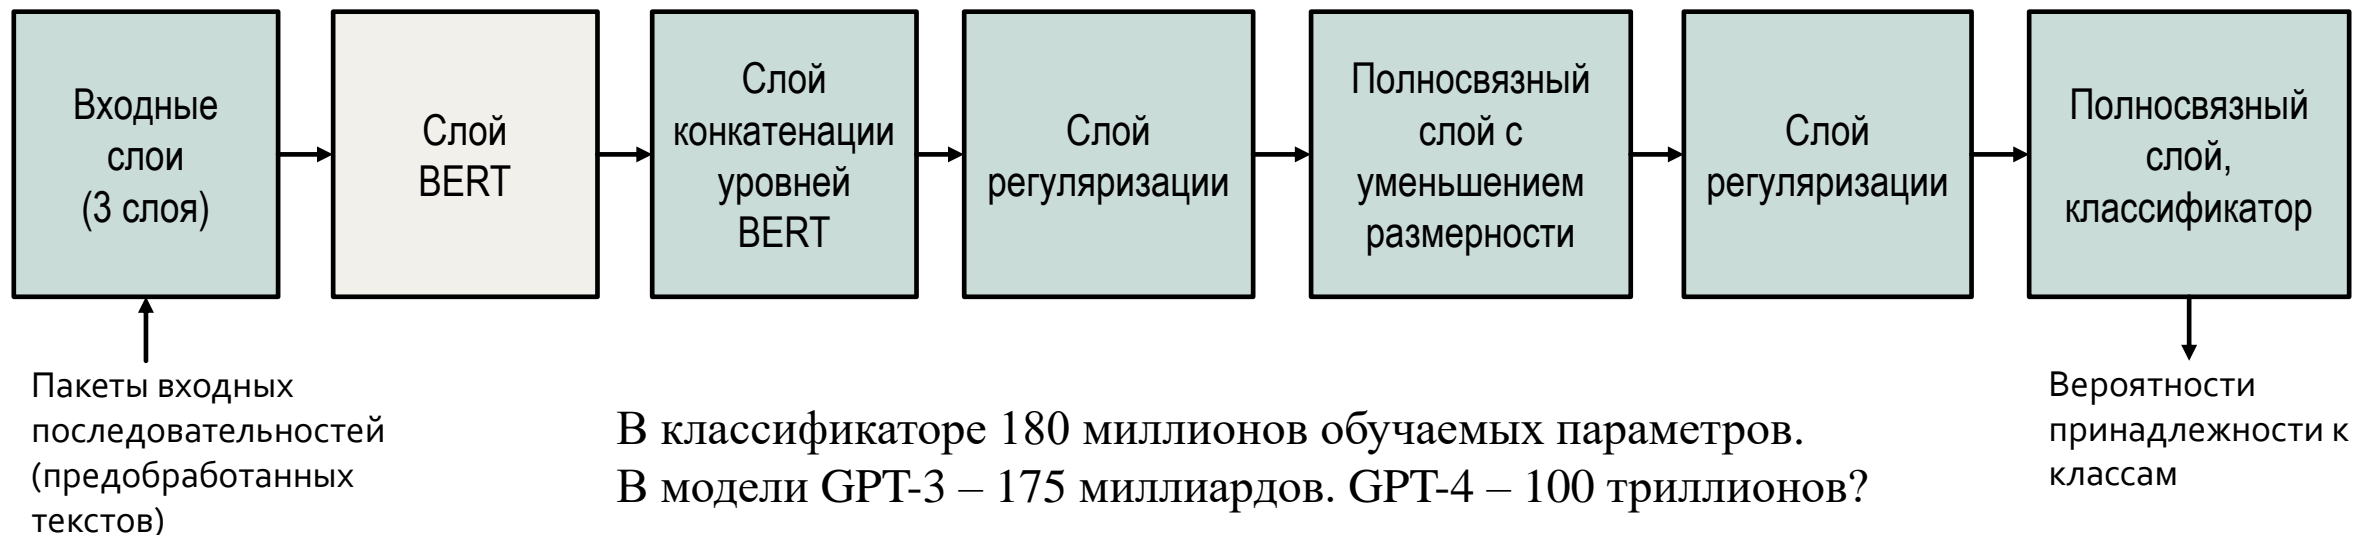 Входные
слои
(3 слоя)
Слой
BERT
Слой
конкатенации
уровней
BERT
Слой
регуляризации
Полносвязный
слой с
уменьшением
размерности
Слой
регуляризации
Полносвязный
слой,
классификатор
Пакеты входных
последовательностей
(предобработанных
текстов)
В классификаторе 180 миллионов обучаемых параметров.
В модели GPT-3 – 175 миллиардов. GPT-4 – 100 триллионов?
Вероятности
принадлежности к
классам